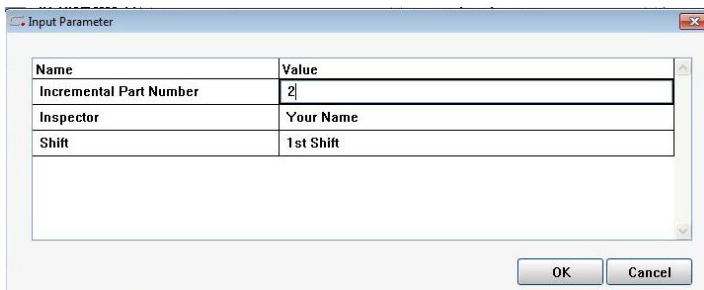 Input Parameter
Name Value
Incremental Part Number 2
Inspector Your Name
Shift 1st Shift
OK Cancel